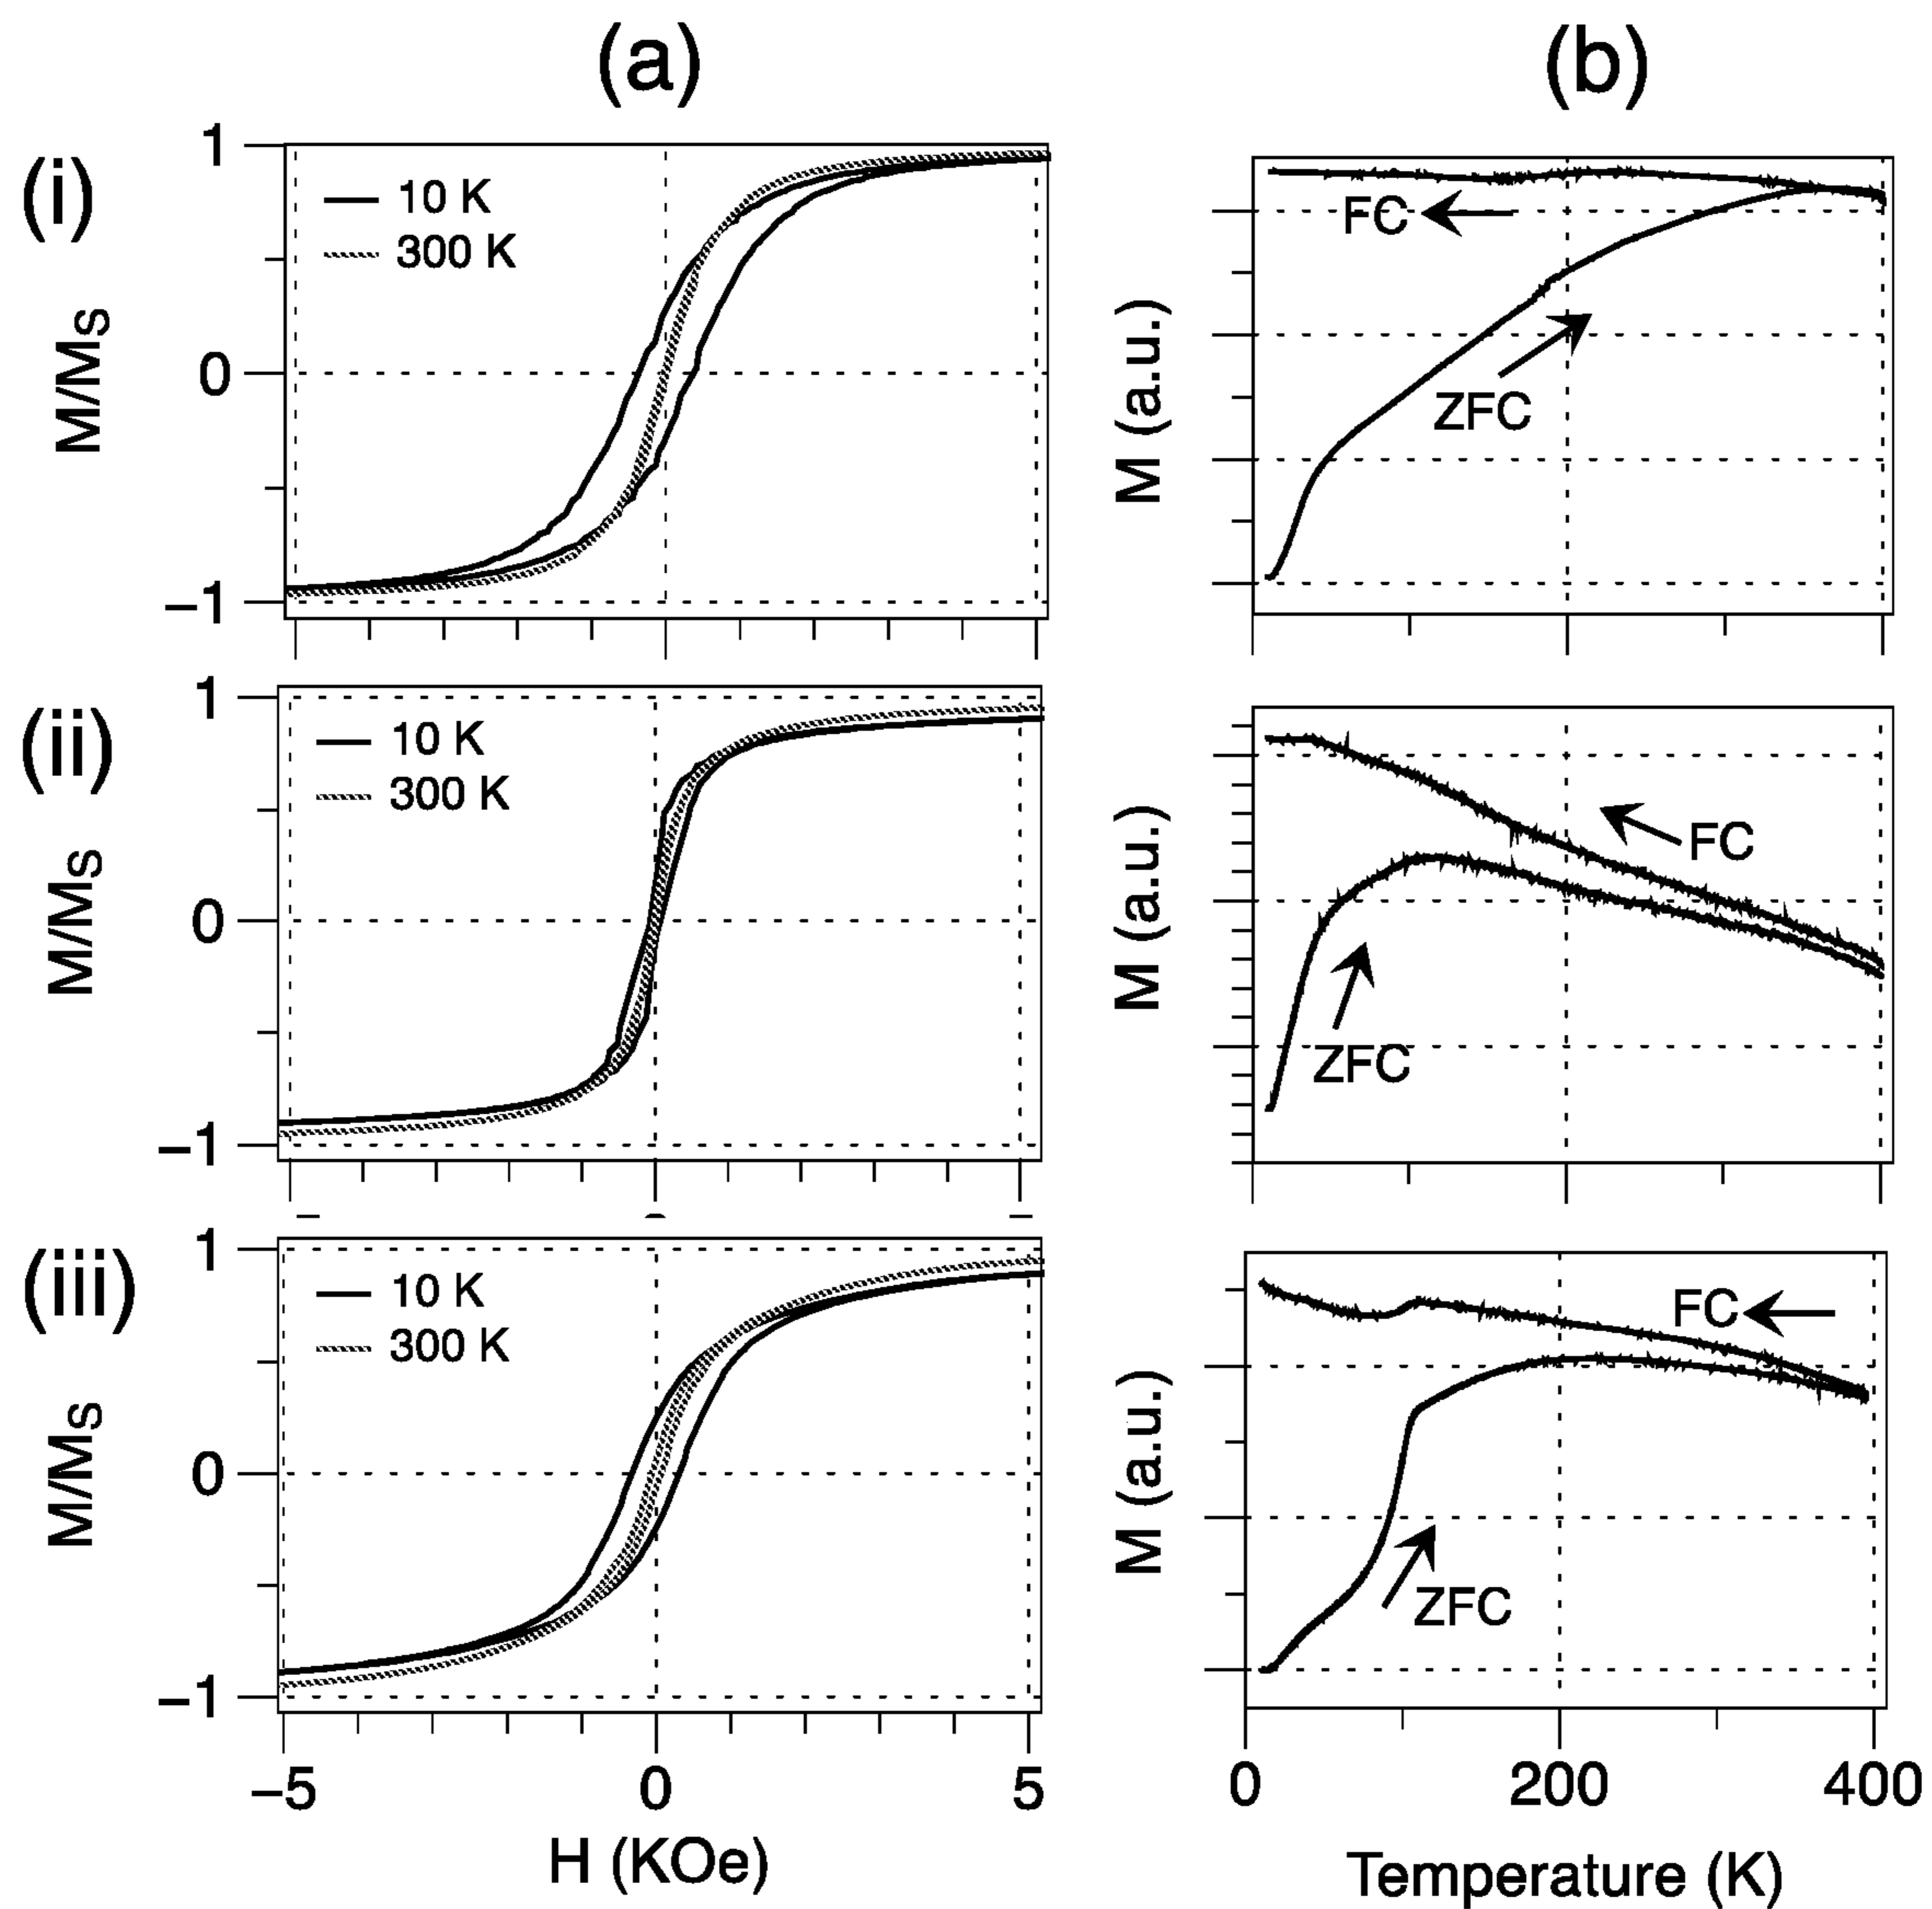 (a)
(b)
(i)
1
0
−1
M/Ms
10 K
300 K
M (a.u.)
FC
ZFC
(ii)
1
0
−1
M/Ms
10 K
300 K
M (a.u.)
FC
ZFC
(iii)
1
0
−1
M/Ms
10 K
300 K
−5
0
5
H (KOe)
M (a.u.)
FC
ZFC
0
200
400
Temperature (K)